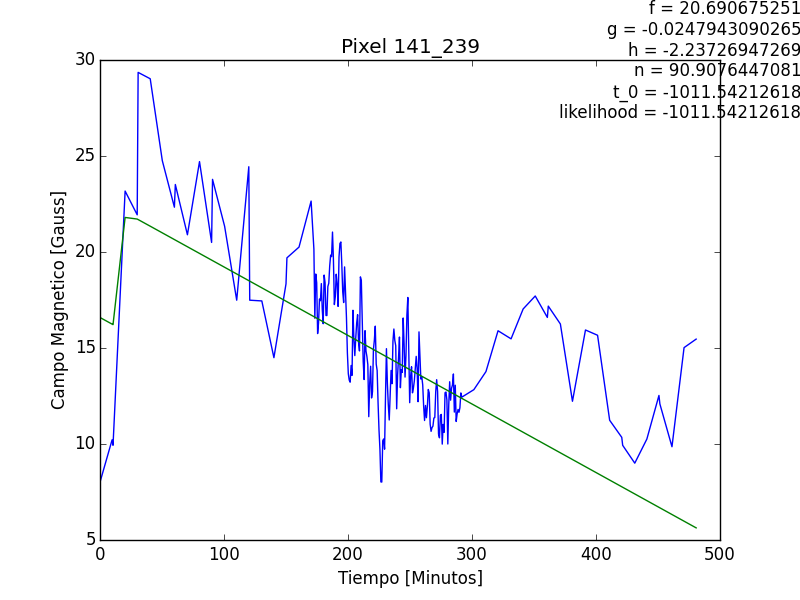 f = 20.690675251
g = -0.0247943090265
h = -2.23726947269
n = 90.9076447081
t_0 = -1011.54212618
likelihood = -1011.54212618
Pixel 141_239
30
25
20
15
10
5
Campo Magnetico [Gauss]
0 100 200 300 400 500
Tiempo [Minutos]